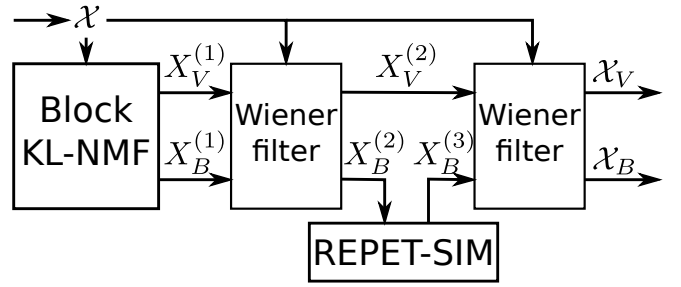 𝒳
X_V^{(1)}
X_V^{(2)}
𝒳_V
Block
KL-NMF
Wiener
filter
Wiener
filter
X_B^{(1)}
X_B^{(2)}
X_B^{(3)}
𝒳_B
REPET-SIM